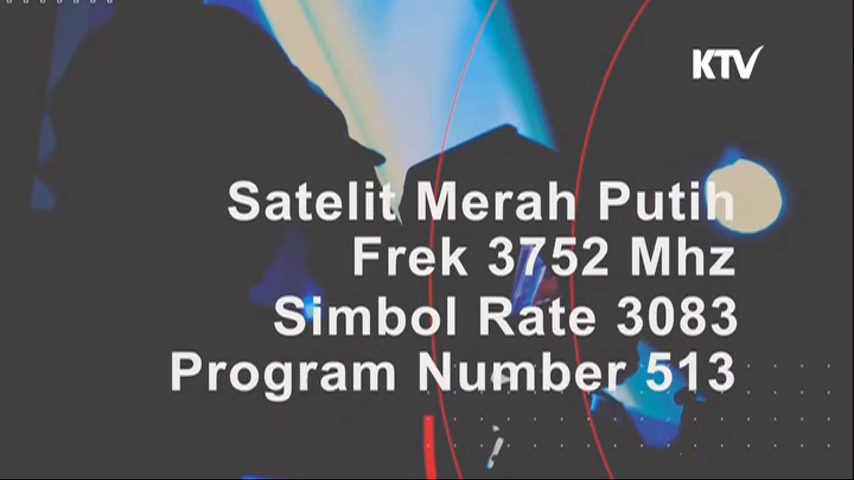 KTV
Satelit Merah Putih
Frek 3752 Mhz
Simbol Rate 3083
Program Number 513